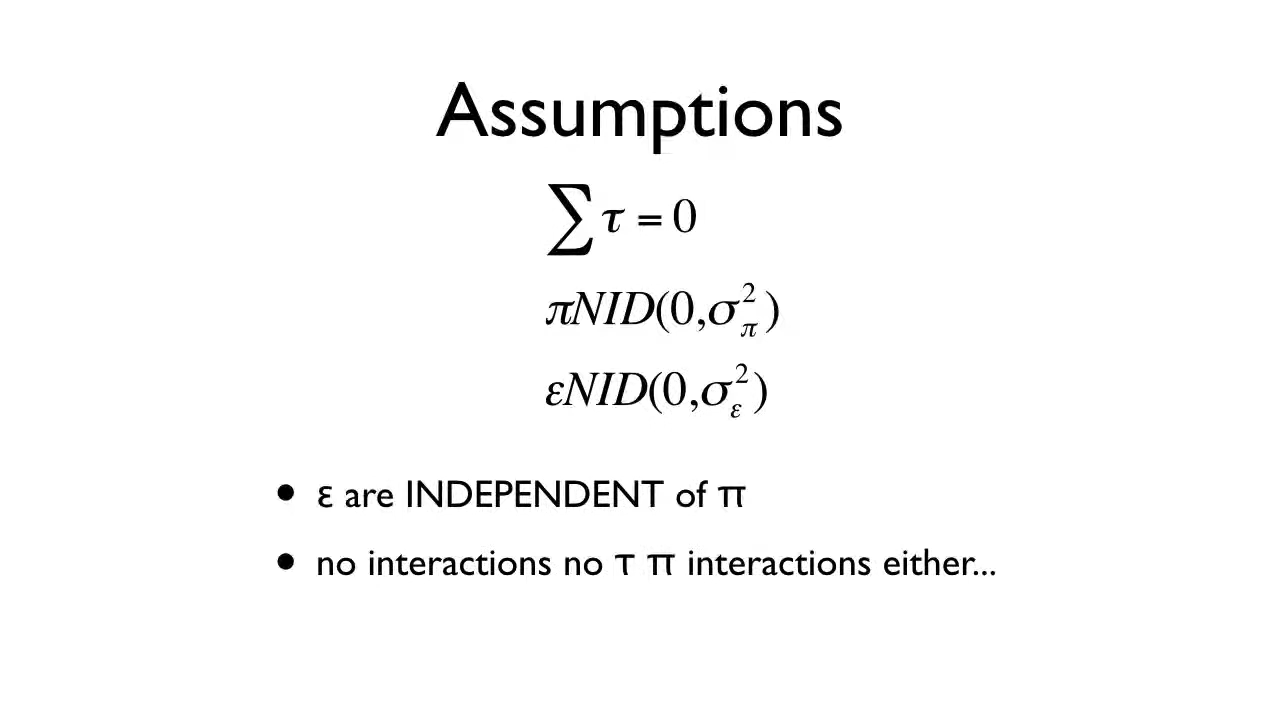 Assumptions
∑τ = 0
πNID(0,σ²_π)
εNID(0,σ²_ε)
• ε are INDEPENDENT of π
• no interactions no τ π interactions either...